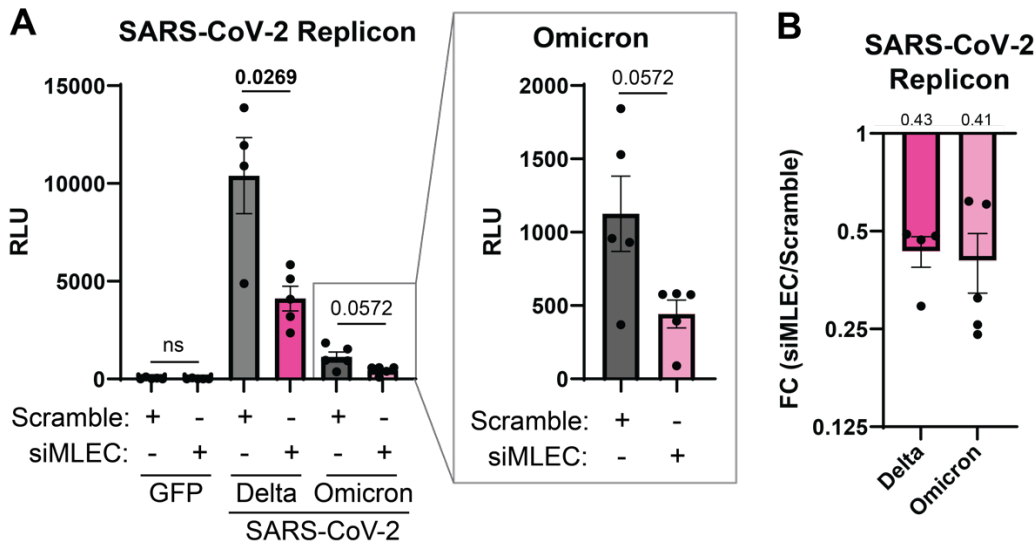 A
SARS-CoV-2 Replicon
RLU
15000
10000
5000
0
ns
0.0269
0.0572
Scramble: + - + - + -
siMLEC: - + - + - +
GFP Delta Omicron
SARS-CoV-2
Omicron
RLU
2000
1500
1000
500
0
0.0572
Scramble: + -
siMLEC: - +
B
SARS-CoV-2
Replicon
FC (siMLEC/Scramble)
0.43 0.41
1
0.5
0.25
0.125
Delta
Omicron